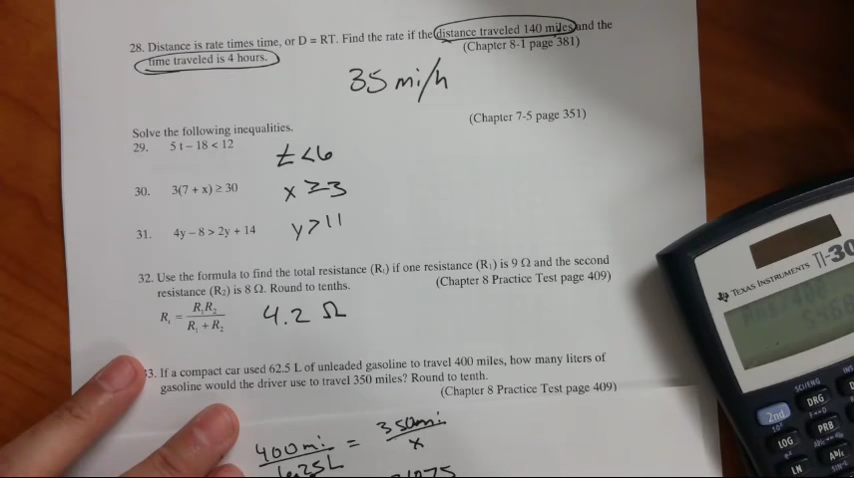 28. Distance is rate times time, or D = RT. Find the rate if the distance traveled 140 miles and the
time traveled is 4 hours. (Chapter 8-1 page 381)
35 mi/h
Solve the following inequalities. (Chapter 7-5 page 351)
29. 5 t – 18 < 12 t < 6
30. 3(7 + x) ≥ 30 x ≥ 3
31. 4y – 8 > 2y + 14 y > 11
32. Use the formula to find the total resistance (Rₜ) if one resistance (R₁) is 9 Ω and the second
resistance (R₂) is 8 Ω. Round to tenths. (Chapter 8 Practice Test page 409)
Rₜ = R₁R₂ / R₁ + R₂ 4.2 Ω
3. If a compact car used 62.5 L of unleaded gasoline to travel 400 miles, how many liters of
gasoline would the driver use to travel 350 miles? Round to tenth.
(Chapter 8 Practice Test page 409)
400mi = 350mi
L x
TEXAS INSTRUMENTS TI-30
2nd
DRG
LOG
PRB
LN